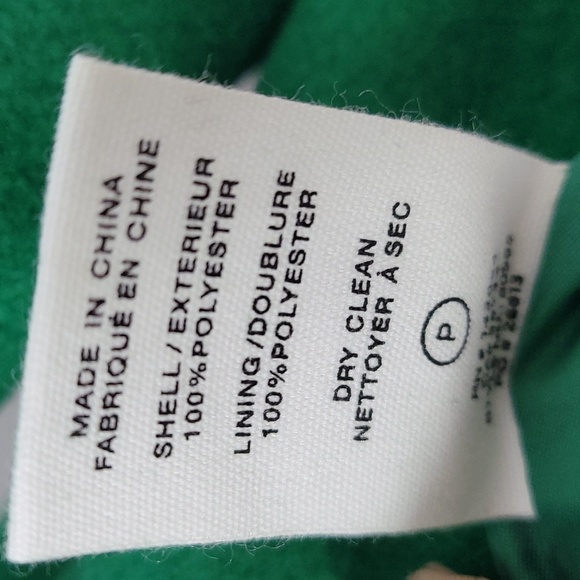 MADE IN CHINA
FABRIQUÉ EN CHINE
SHELL / EXTERIEUR
100%POLYESTER
LINING /DOUBLURE
100%POLYESTER
DRY CLEAN
NETTOYER À SEC
P